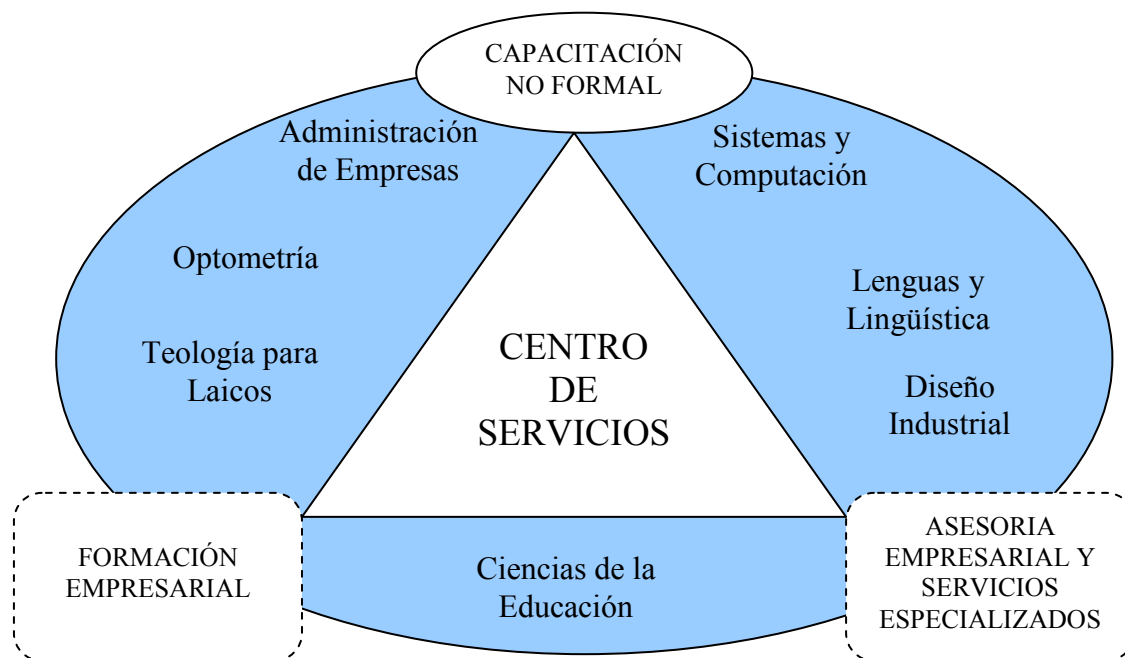 CAPACITACIÓN
NO FORMAL
Administración
de Empresas
Sistemas y
Computación
Optometría
Lenguas y
Lingüística
Teología para
Laicos
CENTRO
DE
SERVICIOS
Diseño
Industrial
FORMACIÓN
EMPRESARIAL
Ciencias de la
Educación
ASESORIA
EMPRESARIAL Y
SERVICIOS
ESPECIALIZADOS